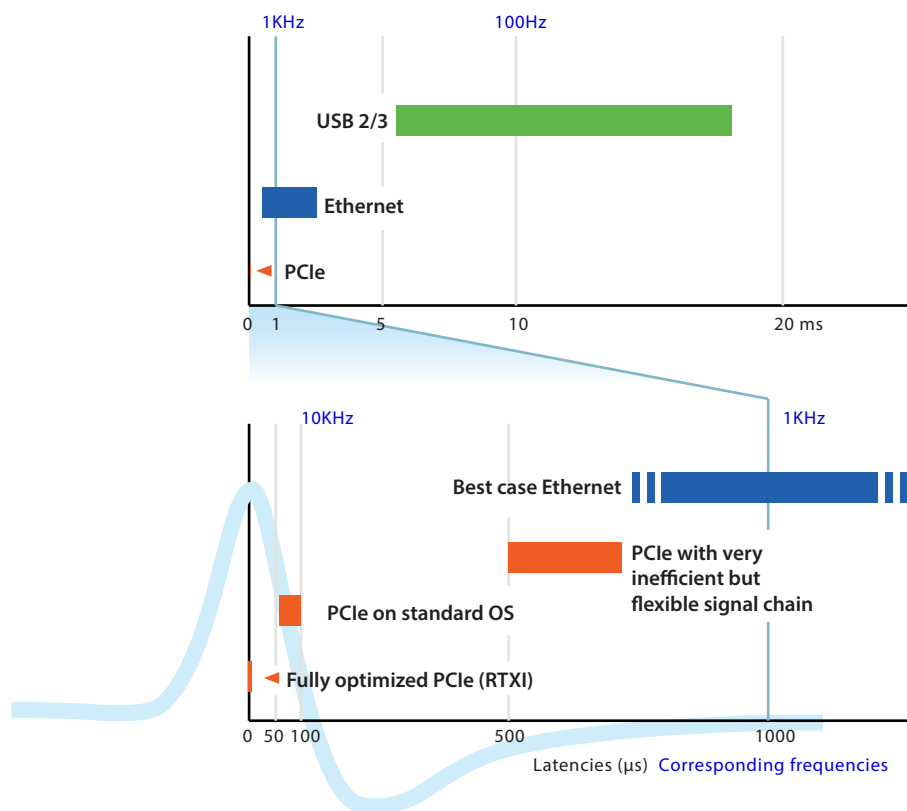 1KHz 100Hz
USB 2/3
Ethernet
PCIe
0 1 5 10 20 ms
10KHz 1KHz
Best case Ethernet
PCIe with very
inefficient but
flexible signal chain
PCIe on standard OS
Fully optimized PCIe (RTXI)
0 50 100 500 1000
Latencies (μs) Corresponding frequencies